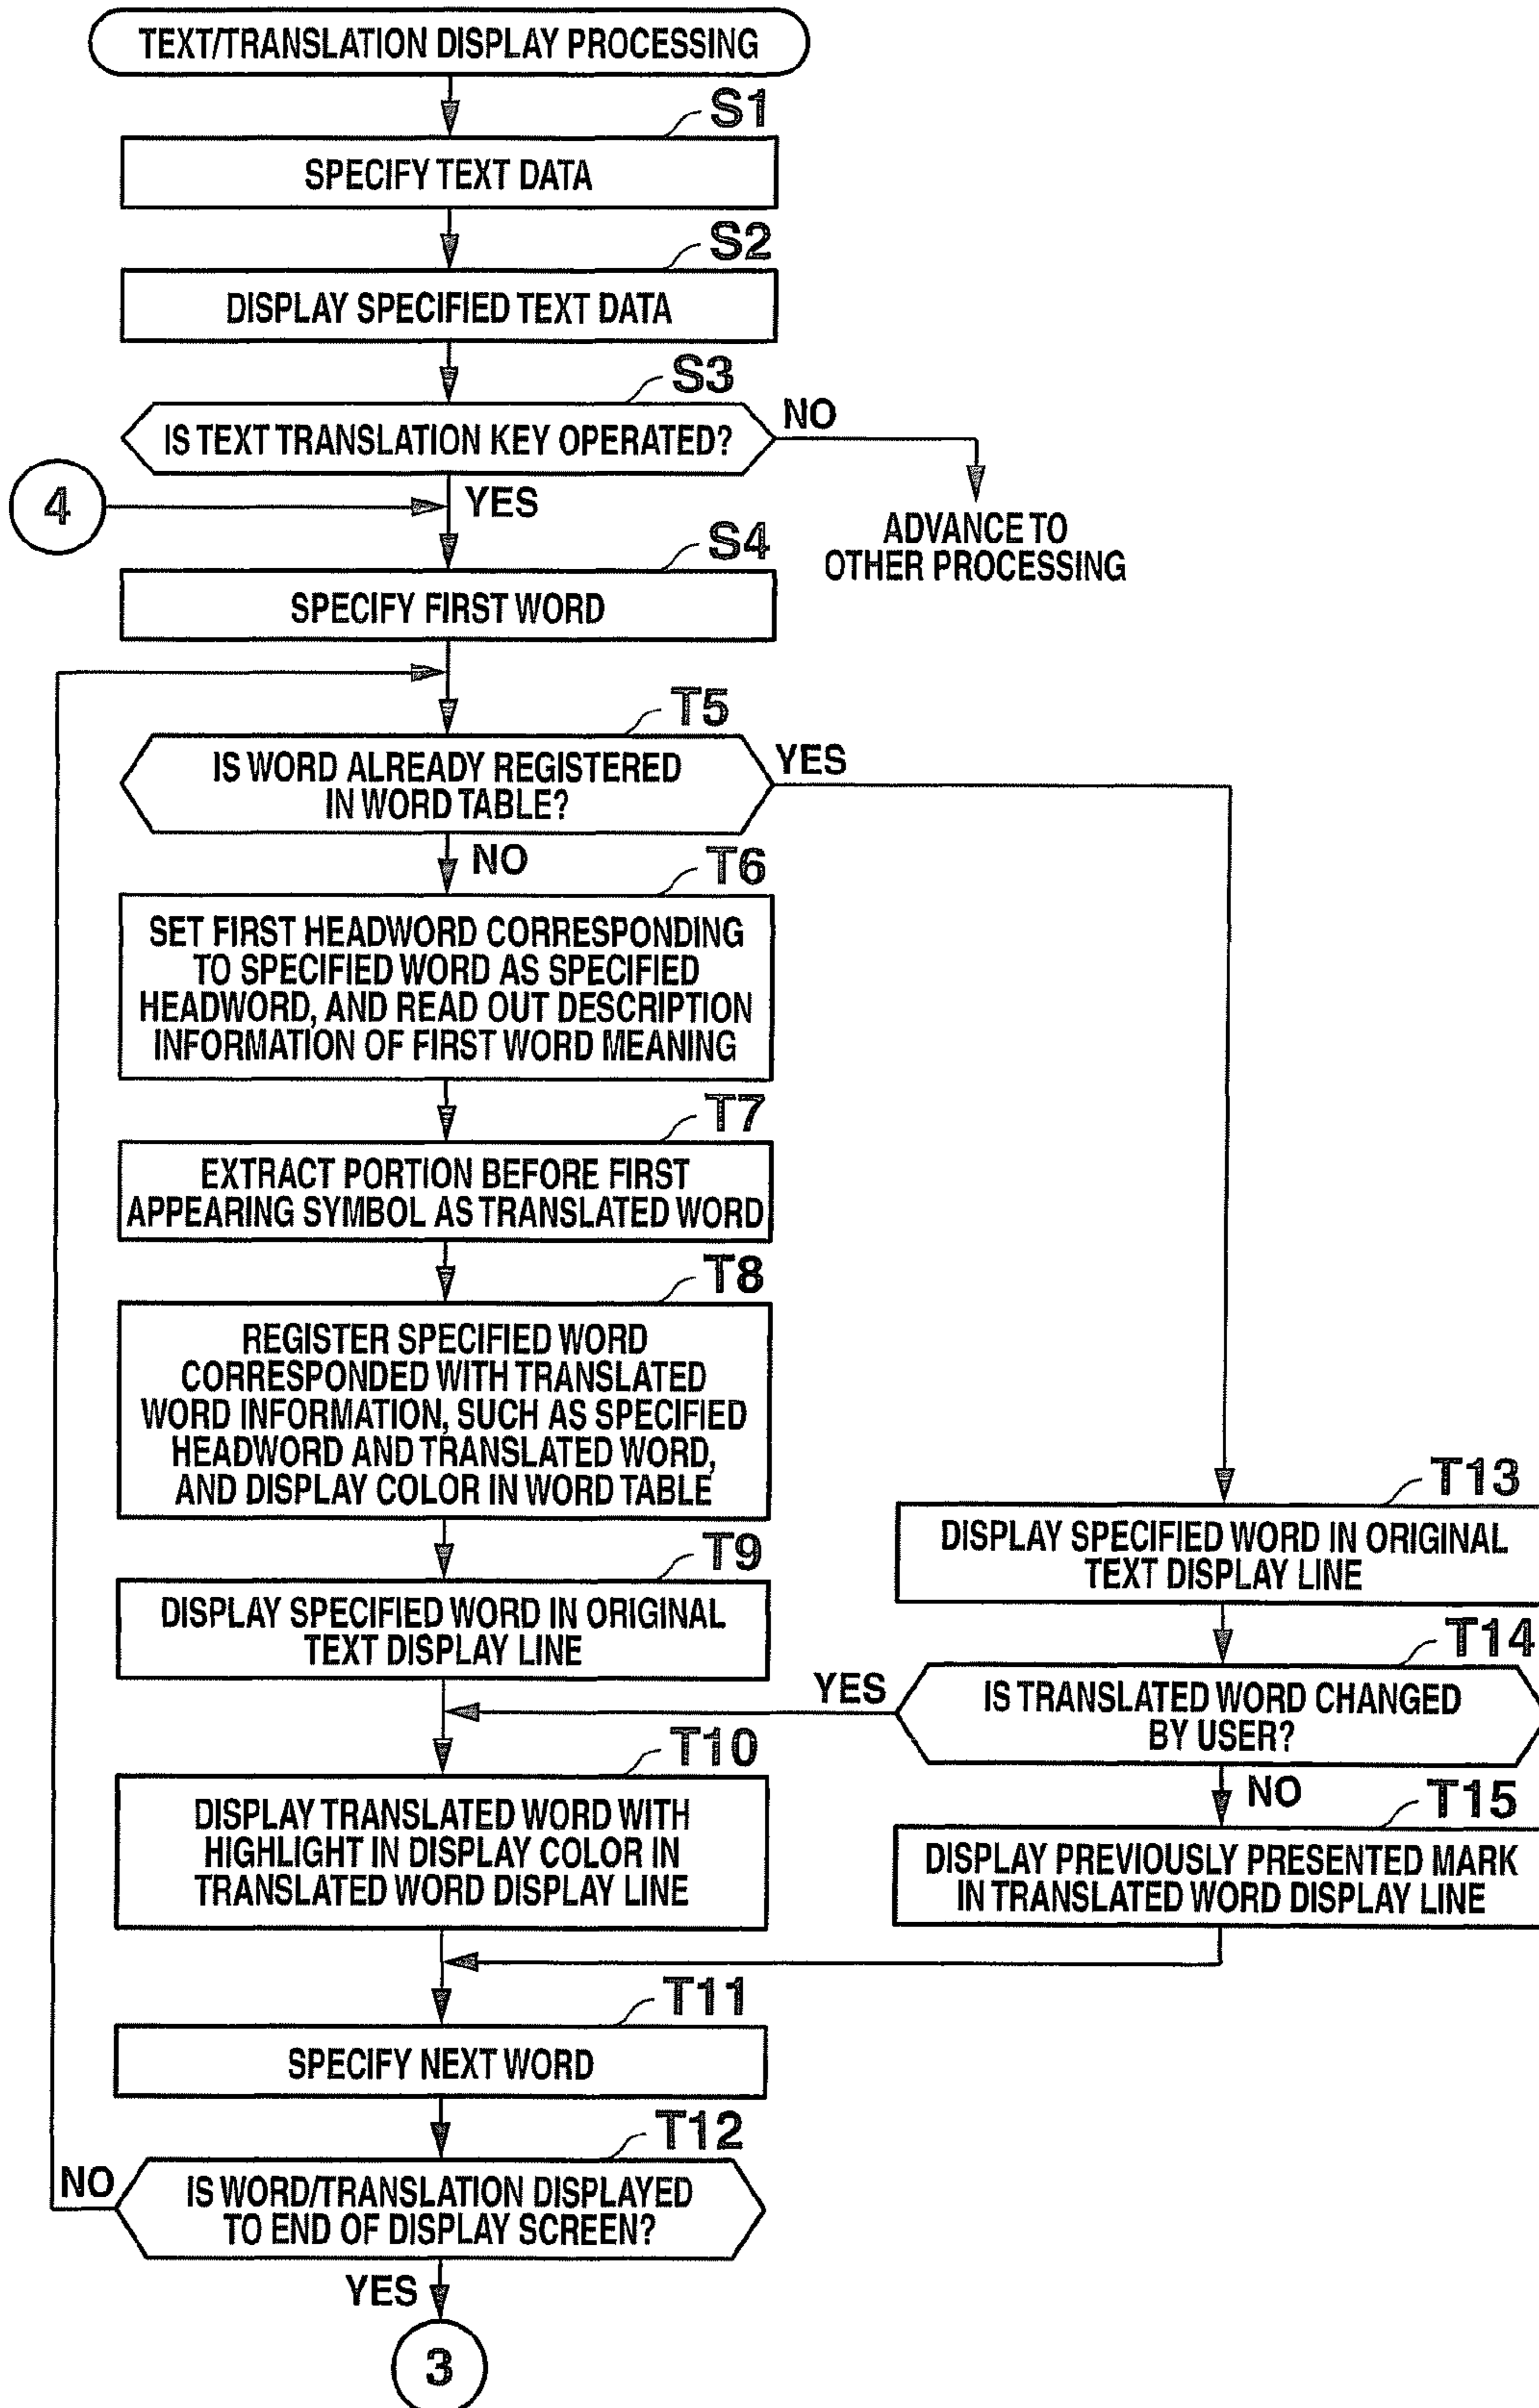 TEXT/TRANSLATION DISPLAY PROCESSING
S1
SPECIFY TEXT DATA
S2
DISPLAY SPECIFIED TEXT DATA
S3
IS TEXT TRANSLATION KEY OPERATED?
NO
4
YES
ADVANCE TO
OTHER PROCESSING
S4
SPECIFY FIRST WORD
T5
IS WORD ALREADY REGISTERED
IN WORD TABLE?
YES
NO
T6
SET FIRST HEADWORD CORRESPONDING
TO SPECIFIED WORD AS SPECIFIED
HEADWORD, AND READ OUT DESCRIPTION
INFORMATION OF FIRST WORD MEANING
T7
EXTRACT PORTION BEFORE FIRST
APPEARING SYMBOL AS TRANSLATED WORD
T8
REGISTER SPECIFIED WORD
CORRESPONDED WITH TRANSLATED
WORD INFORMATION, SUCH AS SPECIFIED
HEADWORD AND TRANSLATED WORD,
AND DISPLAY COLOR IN WORD TABLE
T9
DISPLAY SPECIFIED WORD IN ORIGINAL
TEXT DISPLAY LINE
T13
DISPLAY SPECIFIED WORD IN ORIGINAL
TEXT DISPLAY LINE
T14
IS TRANSLATED WORD CHANGED
BY USER?
YES
NO
T10
DISPLAY TRANSLATED WORD WITH
HIGHLIGHT IN DISPLAY COLOR IN
TRANSLATED WORD DISPLAY LINE
T15
DISPLAY PREVIOUSLY PRESENTED MARK
IN TRANSLATED WORD DISPLAY LINE
T11
SPECIFY NEXT WORD
T12
IS WORD/TRANSLATION DISPLAYED
TO END OF DISPLAY SCREEN?
NO
YES
3